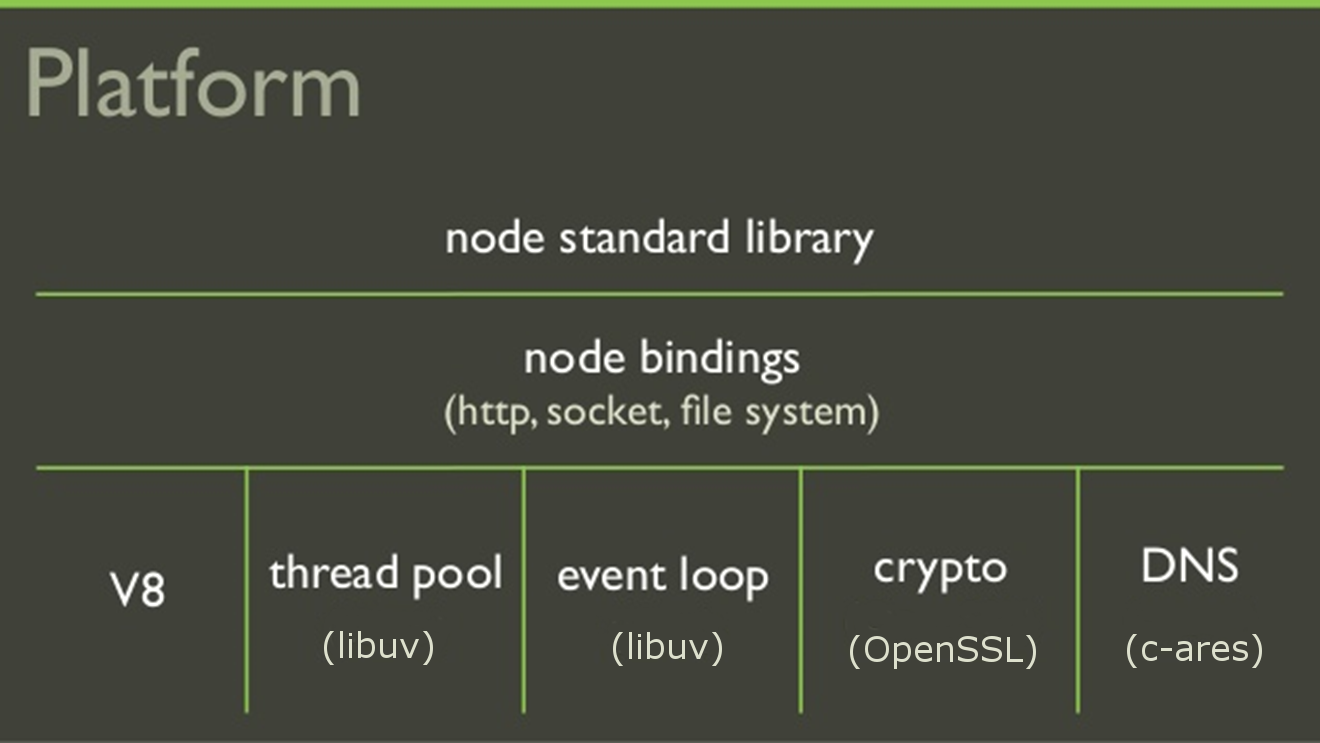 Platform
node standard library
node bindings
(http, socket, file system)
V8
thread pool
(libuv)
event loop
(libuv)
crypto
(OpenSSL)
DNS
(c-ares)